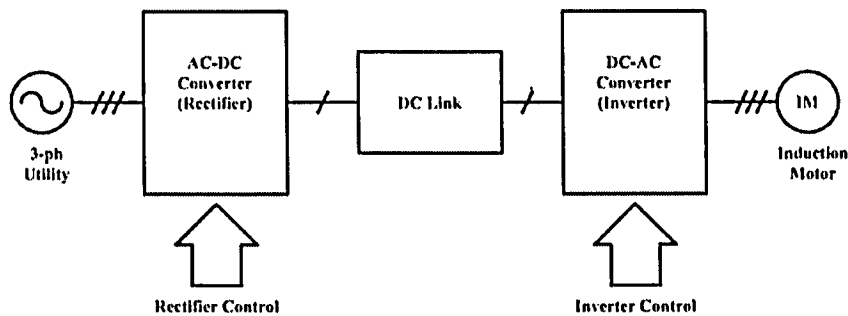 AC-DC
Converter
(Rectifier)
DC Link
DC-AC
Converter
(Inverter)
IM
3-ph
Utility
Induction
Motor
Rectifier Control
Inverter Control